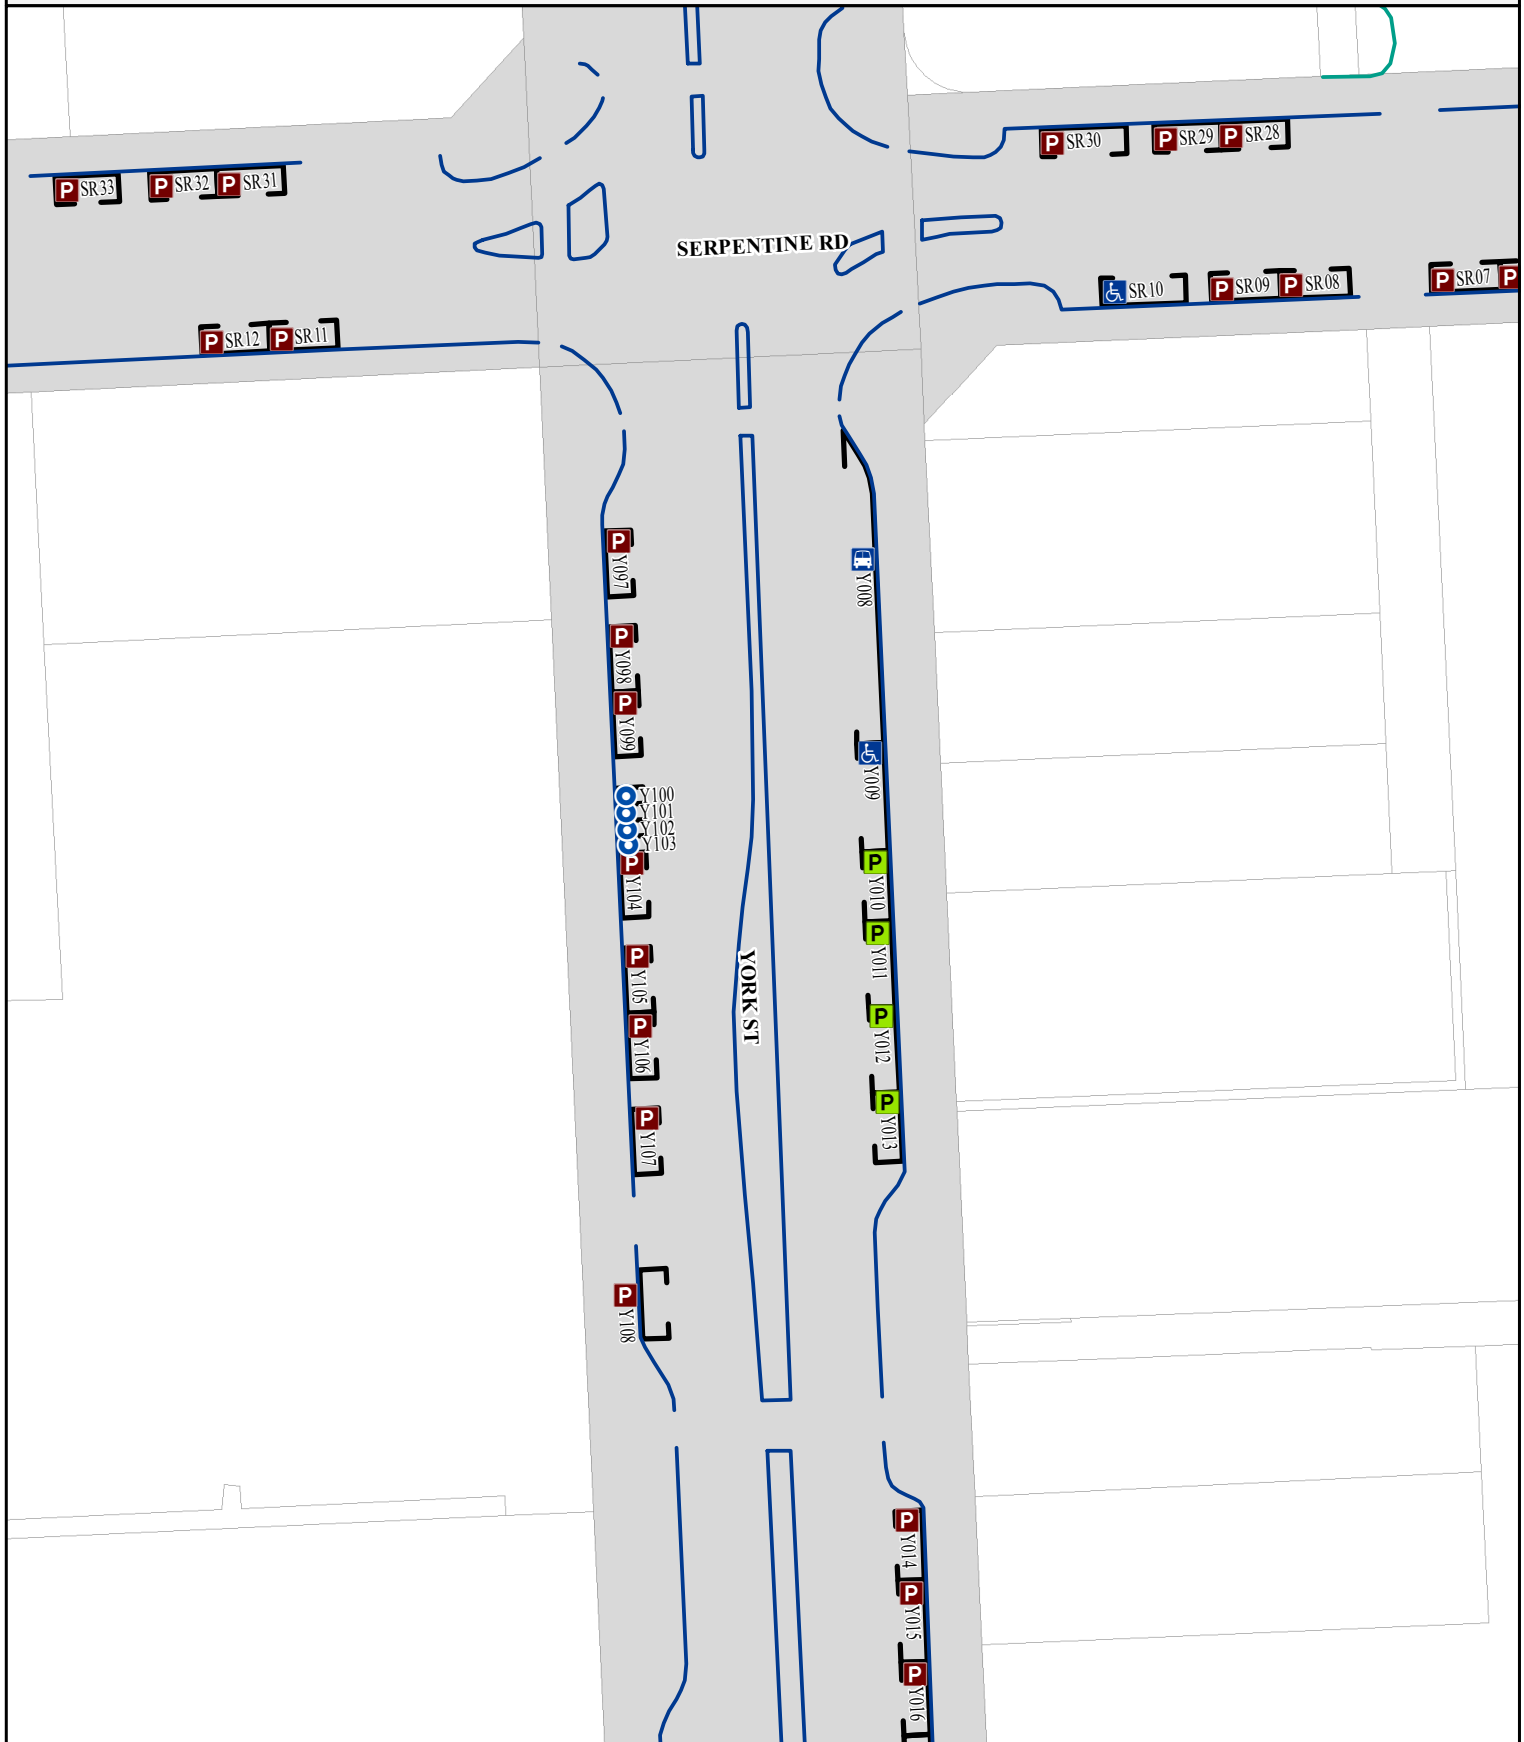 P SR30
P SR29
P SR28
P SR33
P SR32
P SR31
SERPENTINE RD
SR10
P SR09
P SR08
P SR07
P
P SR12
P SR11
P Y097
Y008
P Y098
P Y099
Y009
Y100
Y101
Y102
Y103
P Y104
P Y010
P Y011
P Y105
YORK ST
P Y106
P Y012
P Y107
P Y013
P Y108
P Y014
P Y015
P Y016